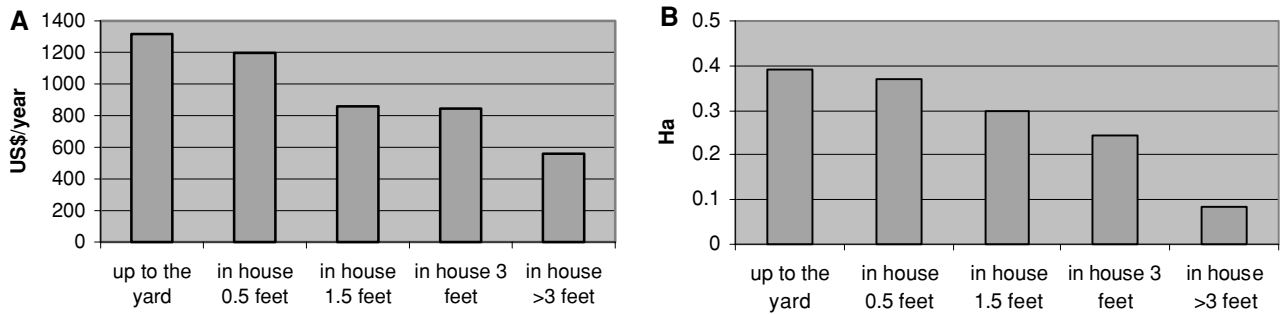 A
US$/year
1400
1200
1000
800
600
400
200
0
up to the
yard
in house
0.5 feet
in house
1.5 feet
in house 3
feet
in house
>3 feet
B
Ha
0.5
0.4
0.3
0.2
0.1
0
up to the
yard
in house
0.5 feet
in house
1.5 feet
in house 3
feet
in house
>3 feet